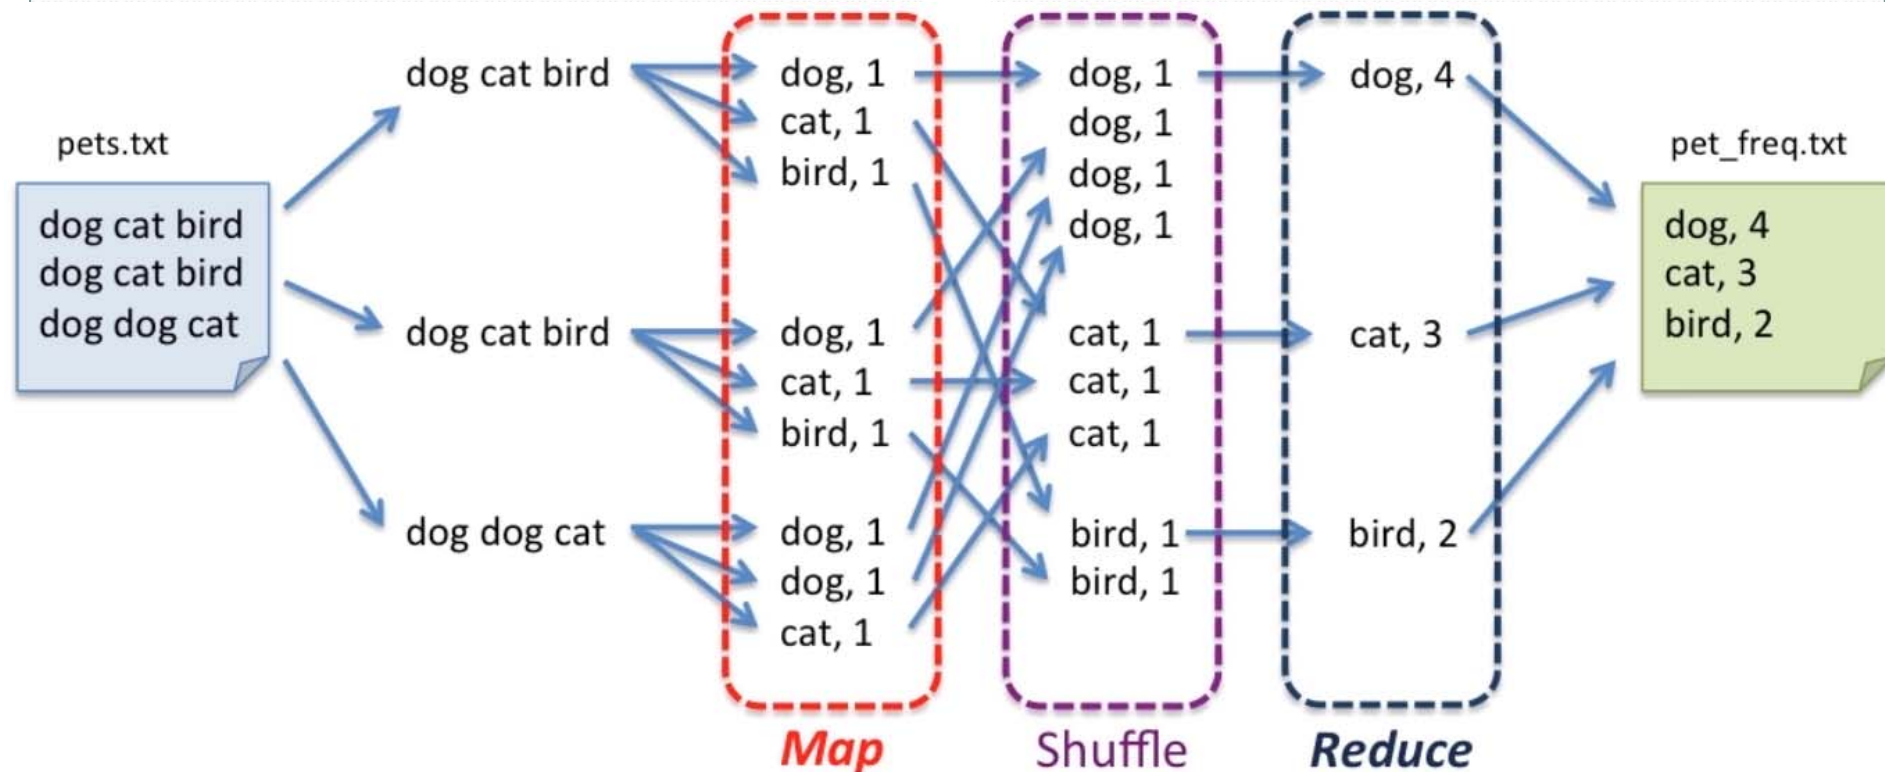 pets.txt
dog cat bird
dog cat bird
dog dog cat
dog cat bird
dog cat bird
dog dog cat
dog, 1
cat, 1
bird, 1
dog, 1
cat, 1
bird, 1
dog, 1
dog, 1
cat, 1
Map
dog, 1
dog, 1
dog, 1
dog, 1
cat, 1
cat, 1
cat, 1
bird, 1
bird, 1
Shuffle
dog, 4
cat, 3
bird, 2
Reduce
pet_freq.txt
dog, 4
cat, 3
bird, 2